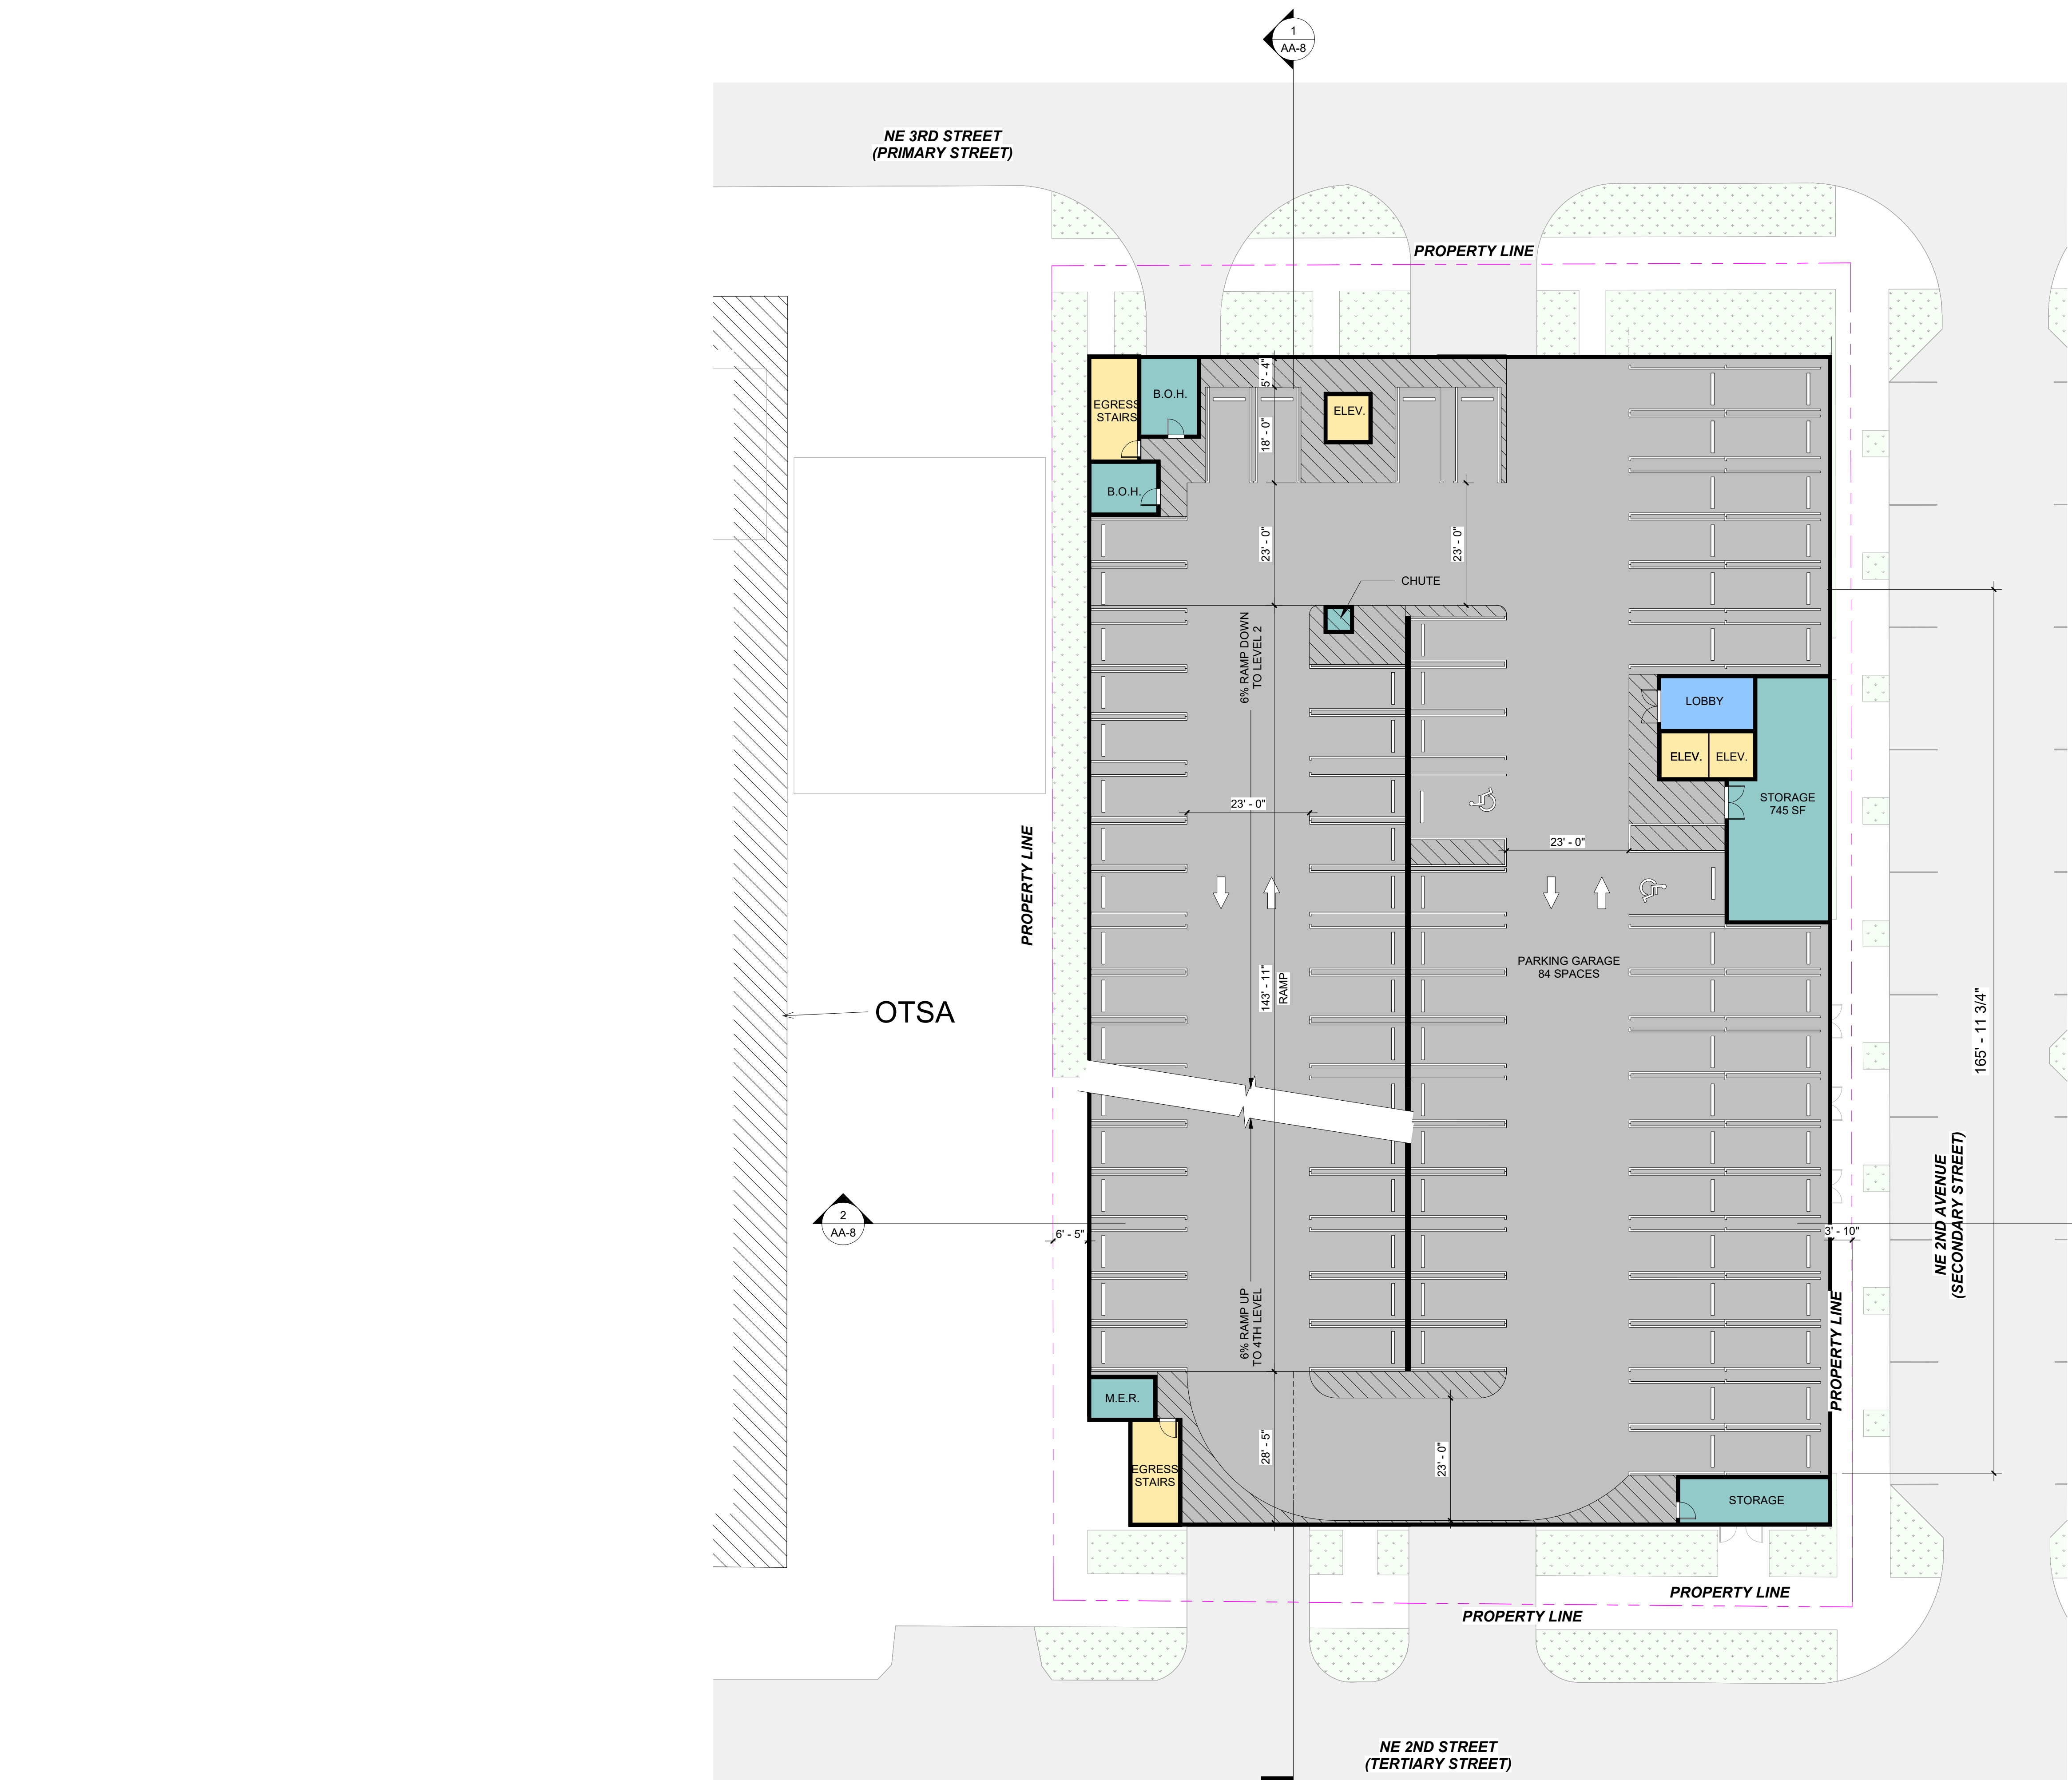 1
AA-8
NE 3RD STREET
(PRIMARY STREET)
PROPERTY LINE
5' - 4"
B.O.H.
EGRESS
STAIRS
ELEV.
18' - 0"
B.O.H.
23' - 0"
23' - 0"
CHUTE
6% RAMP DOWN
TO LEVEL 2
LOBBY
ELEV.
ELEV.
STORAGE
745 SF
23' - 0"
23' - 0"
PROPERTY LINE
PARKING GARAGE
84 SPACES
143' - 11"
RAMP
OTSA
165' - 11 3/4"
2
AA-8
6' - 5"
3' - 10"
NE 2ND AVENUE
(SECONDARY STREET)
PROPERTY LINE
6% RAMP UP
TO 4TH LEVEL
M.E.R.
28' - 5"
23' - 0"
EGRESS
STAIRS
STORAGE
PROPERTY LINE
PROPERTY LINE
NE 2ND STREET
(TERTIARY STREET)